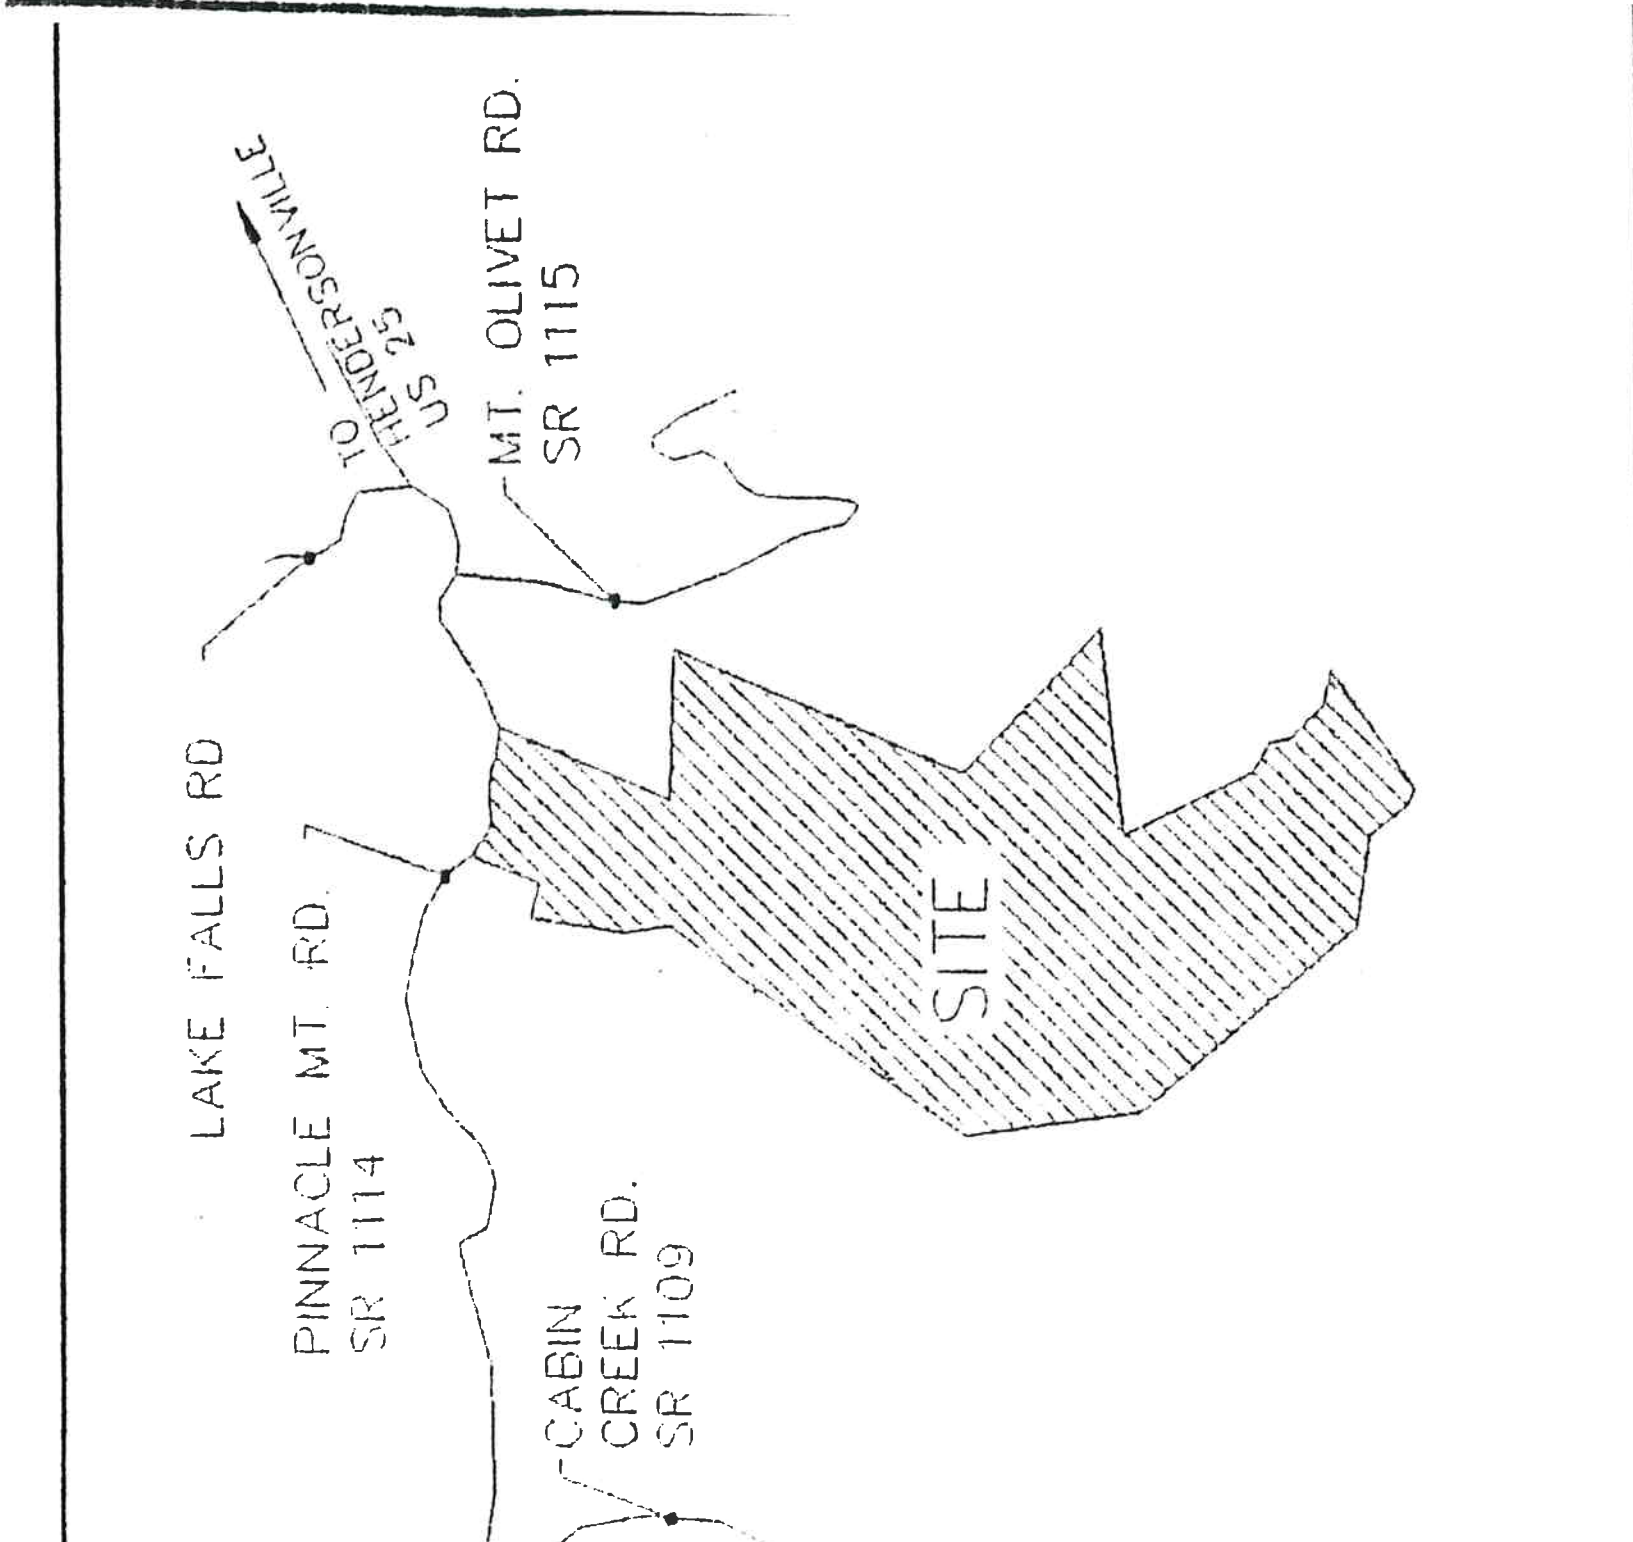 TO
HENDERSONVILLE
US 25
MT. OLIVET RD.
SR 1115
LAKE FALLS RD
PINNACLE MT. RD.
SR 1114
SITE
CABIN
CREEK RD.
SR 1109